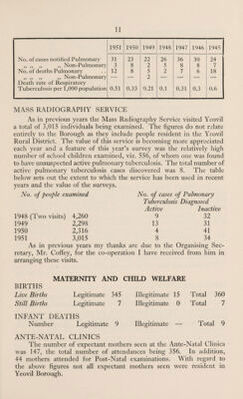 11
1951 1950 1949 1948 1947 1946 1945
No. of cases notified Pulmonary 31 23 22 26 36 30 24
„ „ „ Non-Pulmonary 3 8 2 5 8 8 7
No. of deaths Pulmonary .. 12 8 5 2 7 6 18
„ „ „ Non-Pulmonary — — 2 — — — —
Death rate of Respiratory
Tuberculosis per 1,000 population 0.51 0.33 0.21 0.1 0.31 0.3 0.6
MASS RADIOGRAPHY SERVICE
As in previous years the Mass Radiography Service visited Yeovil
a total of 3,015 individuals being examined. The figures do not relate
entirely to the Borough as they include people resident in the Yeovil
Rural District. The value of this service is becoming more appreciated
each year and a feature of this year's survey was the relatively high
number of school children examined, viz. 556, of whom one was found
to have unsuspected active pulmonary tuberculosis. The total number of
active pulmonary tuberculosis cases discovered was 8. The table
below sets out the extent to which the service has been used in recent
years and the value of the surveys.
No. of people examined No. of cases of Pulmonary
Tuberculosis Diagnosed
Active Inactive
1948 (Two visits) 4,260 9 32
1949 2,298 13 31
1950 2,316 4 41
1951 3,015 8 34
As in previous years my thanks are due to the Organising Sec-
retary, Mr. Coffey, for the co-operation I have received from him in
arranging these visits.
MATERNITY AND CHILD WELFARE
BIRTHS
Live Births Legitimate 345 Illegitimate 15 Total 360
Still Births Legitimate 7 Illegitimate 0 Total 7
INFANT DEATHS
Number Legitimate 9 Illegitimate — Total 9
ANTE-NATAL CLINICS
The number of expectant mothers seen at the Ante-Natal Clinics
was 147, the total number of attendances being 356. In addition,
44 mothers attended for Post-Natal examinations. With regard to
the above figures not all expectant mothers seen were resident in
Yeovil Borough.